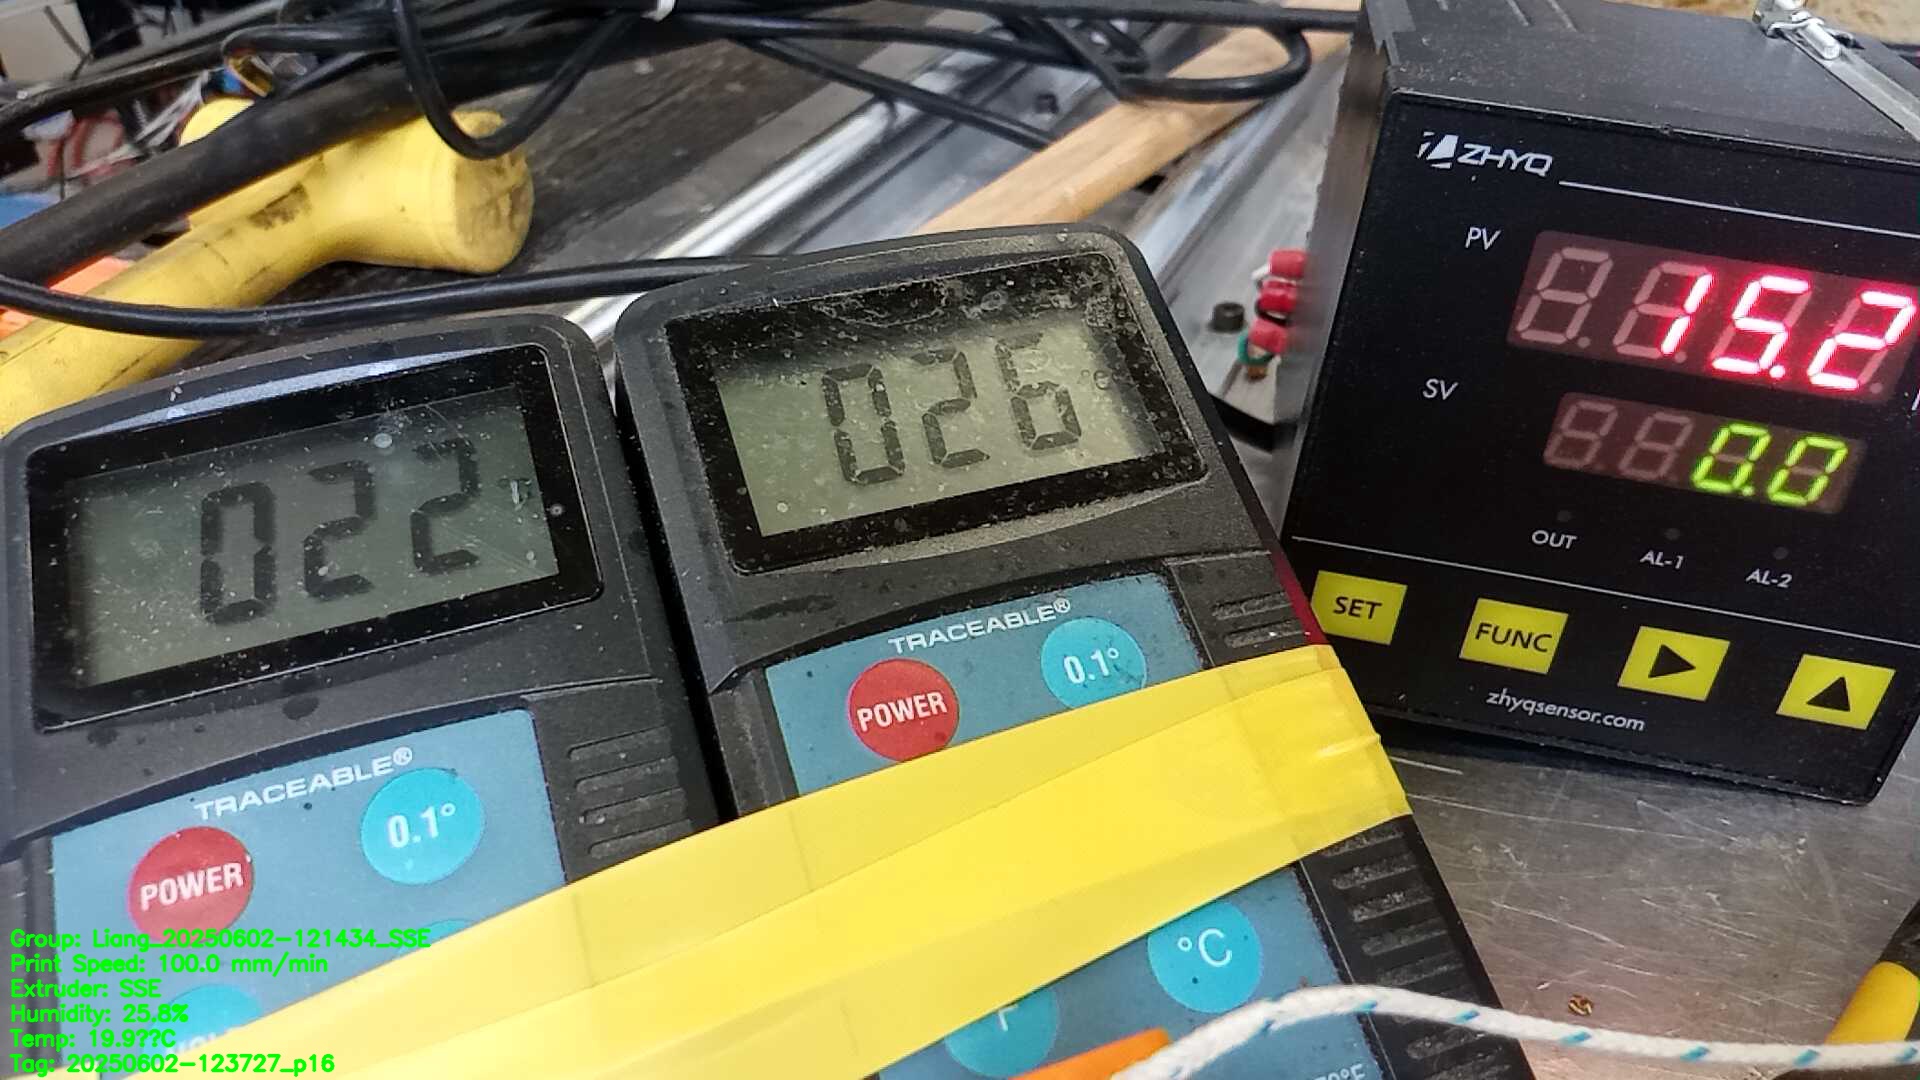 ZHYQ
PV
15.2
SV
0.0
OUT AL-1 AL-2
SET FUNC
zhyqsensor.com
026
°C
TRACEABLE®
POWER 0.1°
°C
F
70°F
022
TRACEABLE®
POWER 0.1°
Group: Liang_20250602-121434_SSE
Print Speed: 100.0 mm/min
Extruder: SSE
Humidity: 25.8%
Temp: 19.9??C
Tag: 20250602-123727_p16